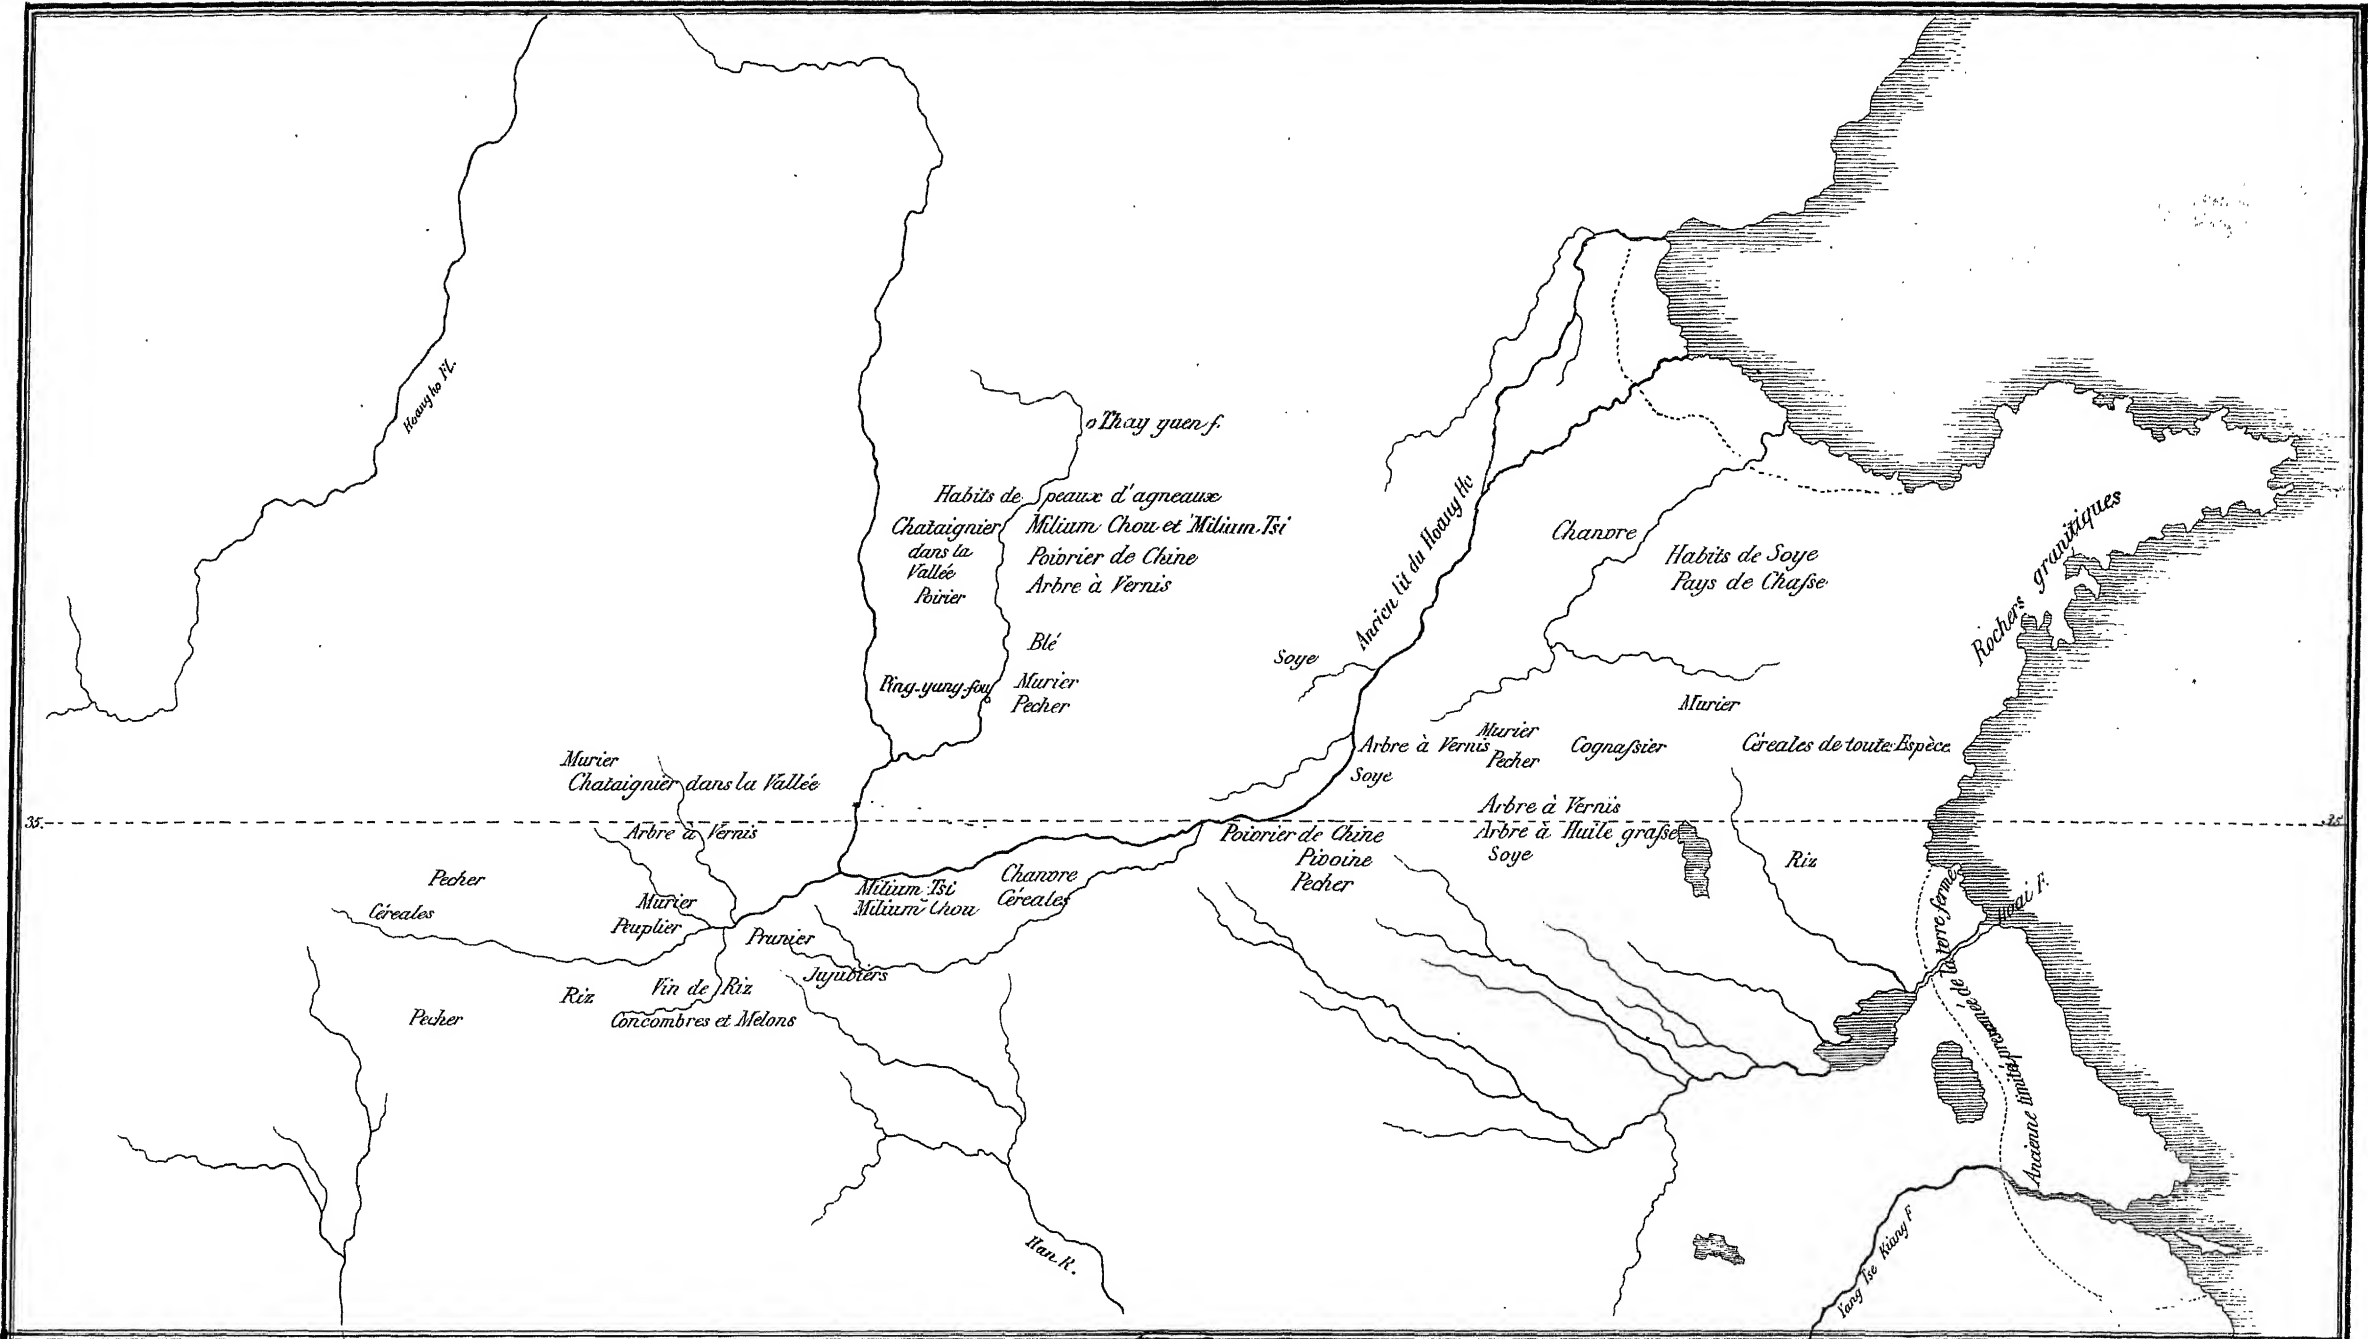 Hoangho Fl.
o Thay yuen f.
Habits de peaux d'agneaux
Chataignier
dans la
Vallée
Poirier
Milium Chou et Milium Tsi
Poivrier de Chine
Arbre à Vernis
Blé
Ping-yang-fou
Murier
Pecher
Ancien lit du Hoang Ho
Chanvre
Habits de Soye
Pays de Chaſse
Rochers granitiques
Soye
Murier
Arbre à Vernis
Soye
Murier
Pecher
Cognaſsier
Céreales de toute Espèce
Murier
Chataignier dans la Vallée
35.
35
Arbre à Vernis
Poivrier de Chine
Pivoine
Pecher
Arbre à Vernis
Arbre à Huile graſse
Soye
Riz
Pecher
Céreales
Murier
Peuplier
Milium Tsi
Milium Chou
Chanvre
Céreales
Prunier
Jujubiers
Riz
Vin de Riz
Concombres et Melons
Pecher
Hoai F.
Ancienne limite présumée de la terre ferme
Han R.
Yang Tse Kiang F